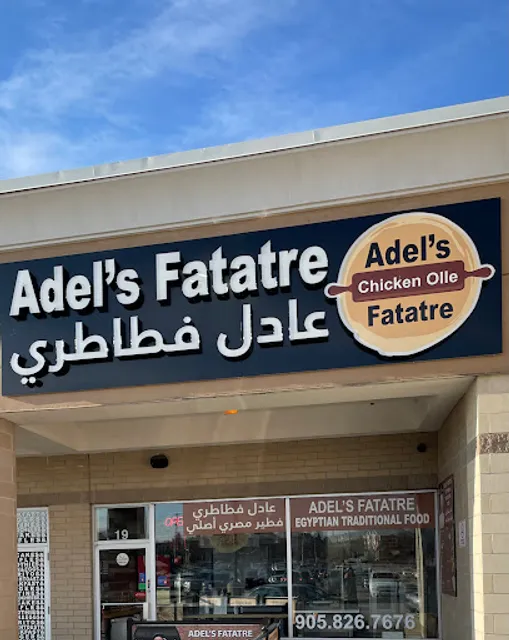 Adel's Fatatre
عادل فطاطري
Adel's
Chicken Olle
Fatatre
عادل فطاطري
فطير مصري أصلي
ADEL'S FATATRE
EGYPTIAN TRADITIONAL FOOD
19
OPEN
905.826.7676
ADEL'S FATATRE